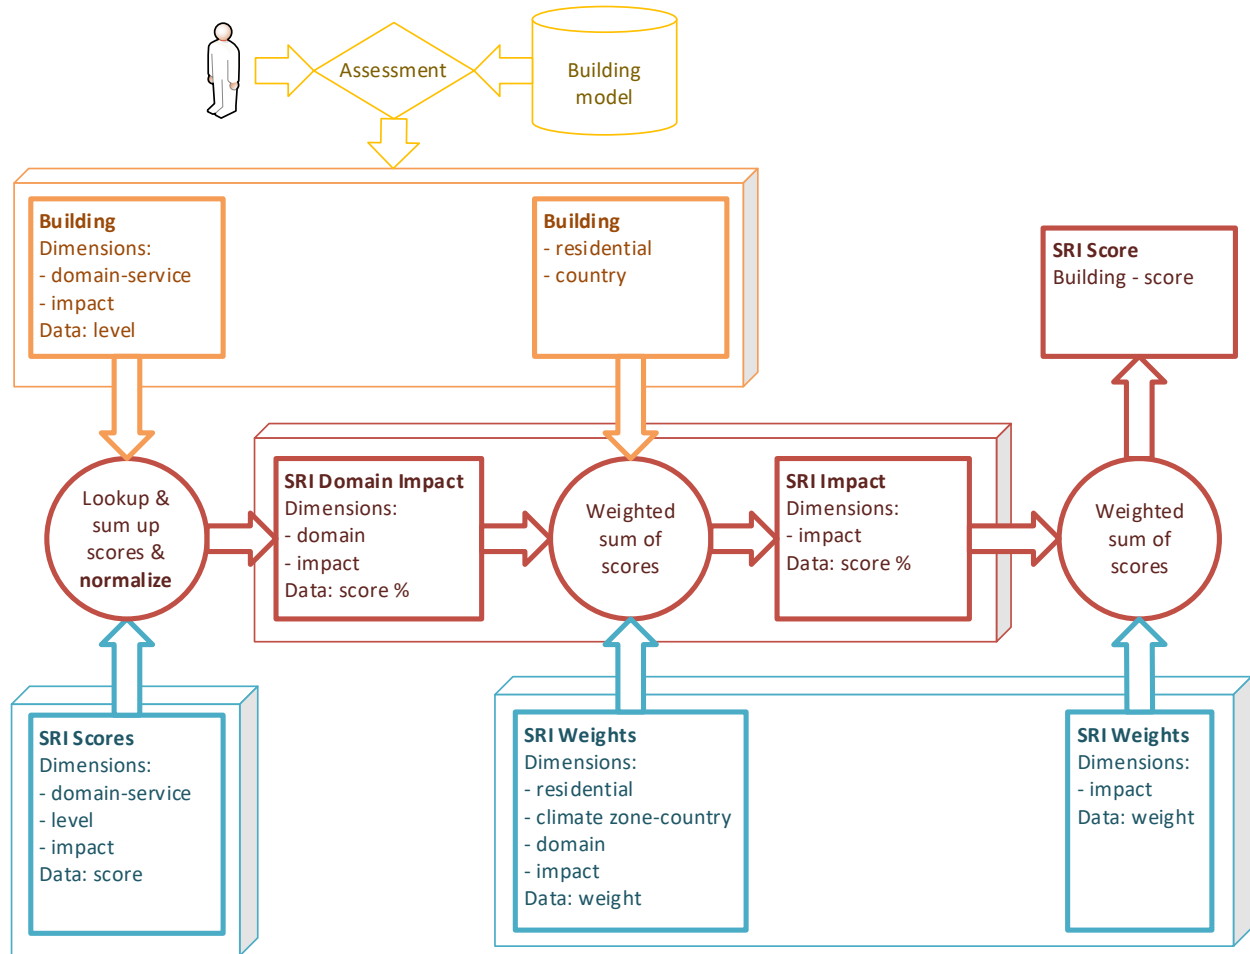 Assessment
Building
model
Building
Dimensions:
- domain-service
- impact
Data: level
Building
- residential
- country
SRI Score
Building - score
Lookup &
sum up
scores &
normalize
SRI Domain Impact
Dimensions:
- domain
- impact
Data: score %
Weighted
sum of
scores
SRI Impact
Dimensions:
- impact
Data: score %
Weighted
sum of
scores
SRI Scores
Dimensions:
- domain-service
- level
- impact
Data: score
SRI Weights
Dimensions:
- residential
- climate zone-country
- domain
- impact
Data: weight
SRI Weights
Dimensions:
- impact
Data: weight